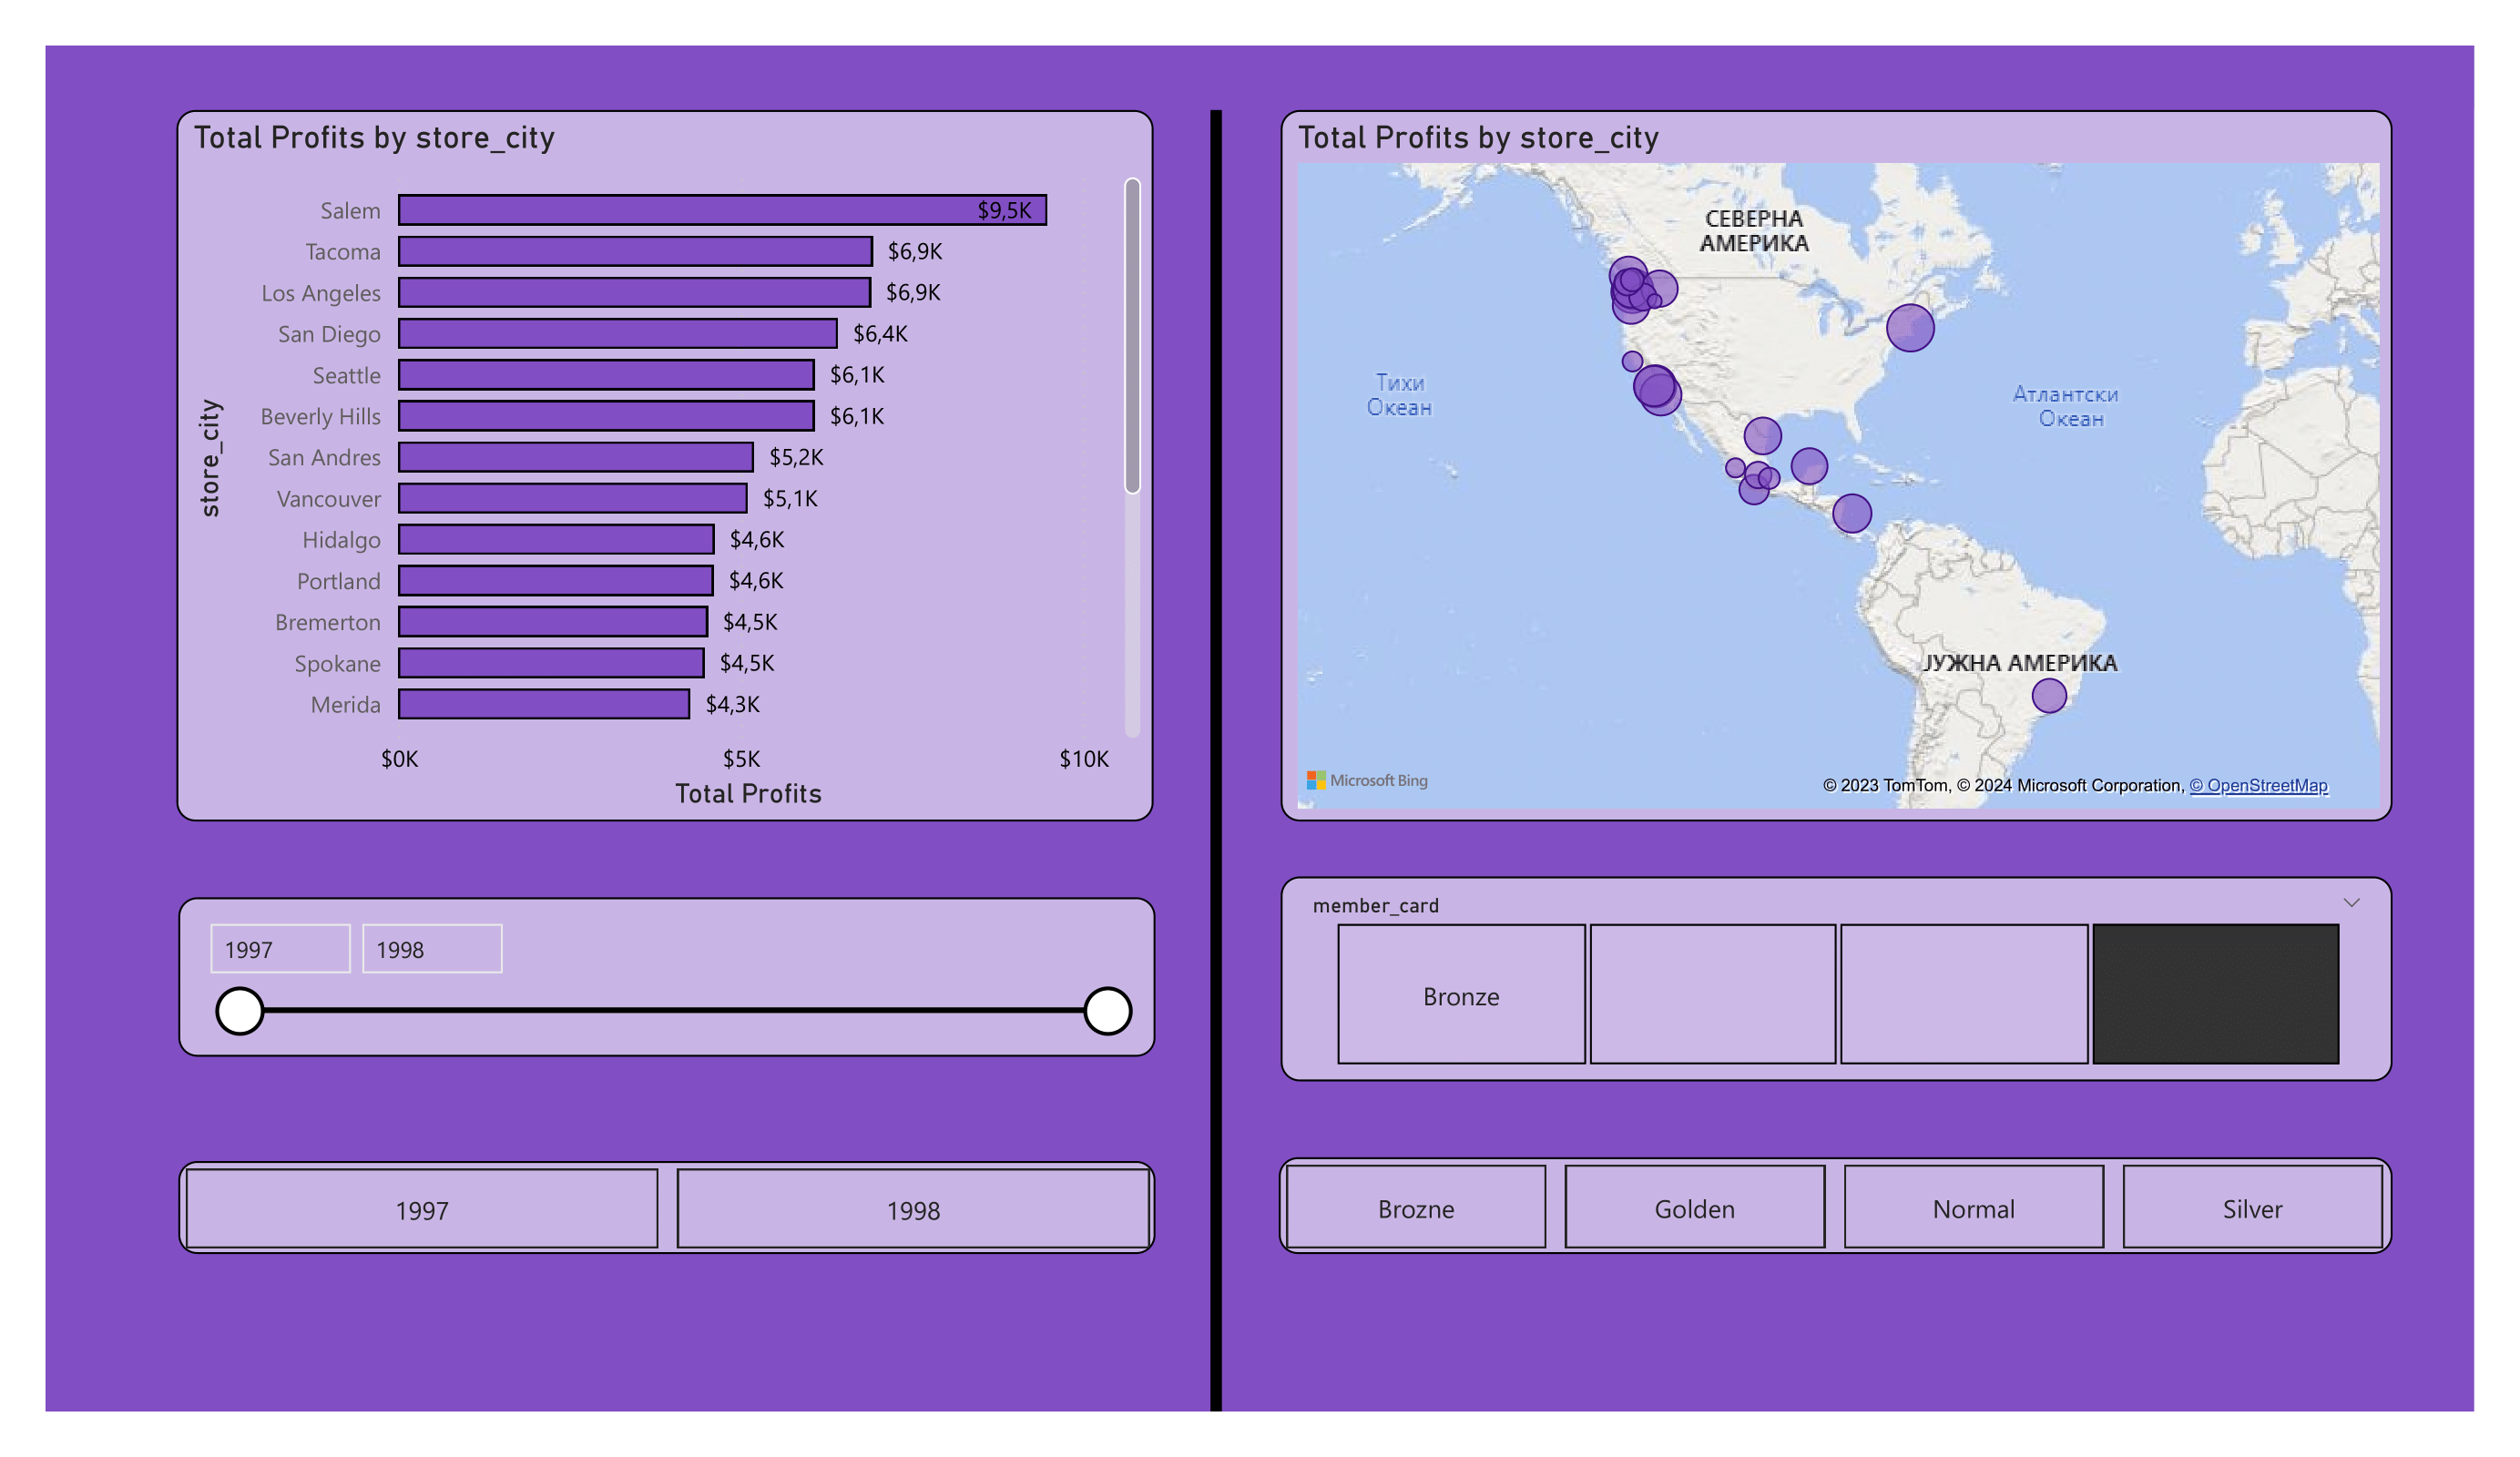 Total Profits by store_city
Salem
$9,5K
Tacoma
$6,9K
Los Angeles
$6,9K
San Diego
$6,4K
Seattle
$6,1K
Beverly Hills
$6,1K
San Andres
$5,2K
Vancouver
$5,1K
Hidalgo
$4,6K
Portland
$4,6K
Bremerton
$4,5K
Spokane
$4,5K
Merida
$4,3K
store_city
$0K
$5K
$10K
Total Profits
Total Profits by store_city
СЕВЕРНА
АМЕРИКА
Тихи
Океан
Атлантски
Океан
ЈУЖНА АМЕРИКА
Microsoft Bing
© 2023 TomTom, © 2024 Microsoft Corporation, © OpenStreetMap
1997
1998
member_card
Bronze
1997
1998
Brozne
Golden
Normal
Silver